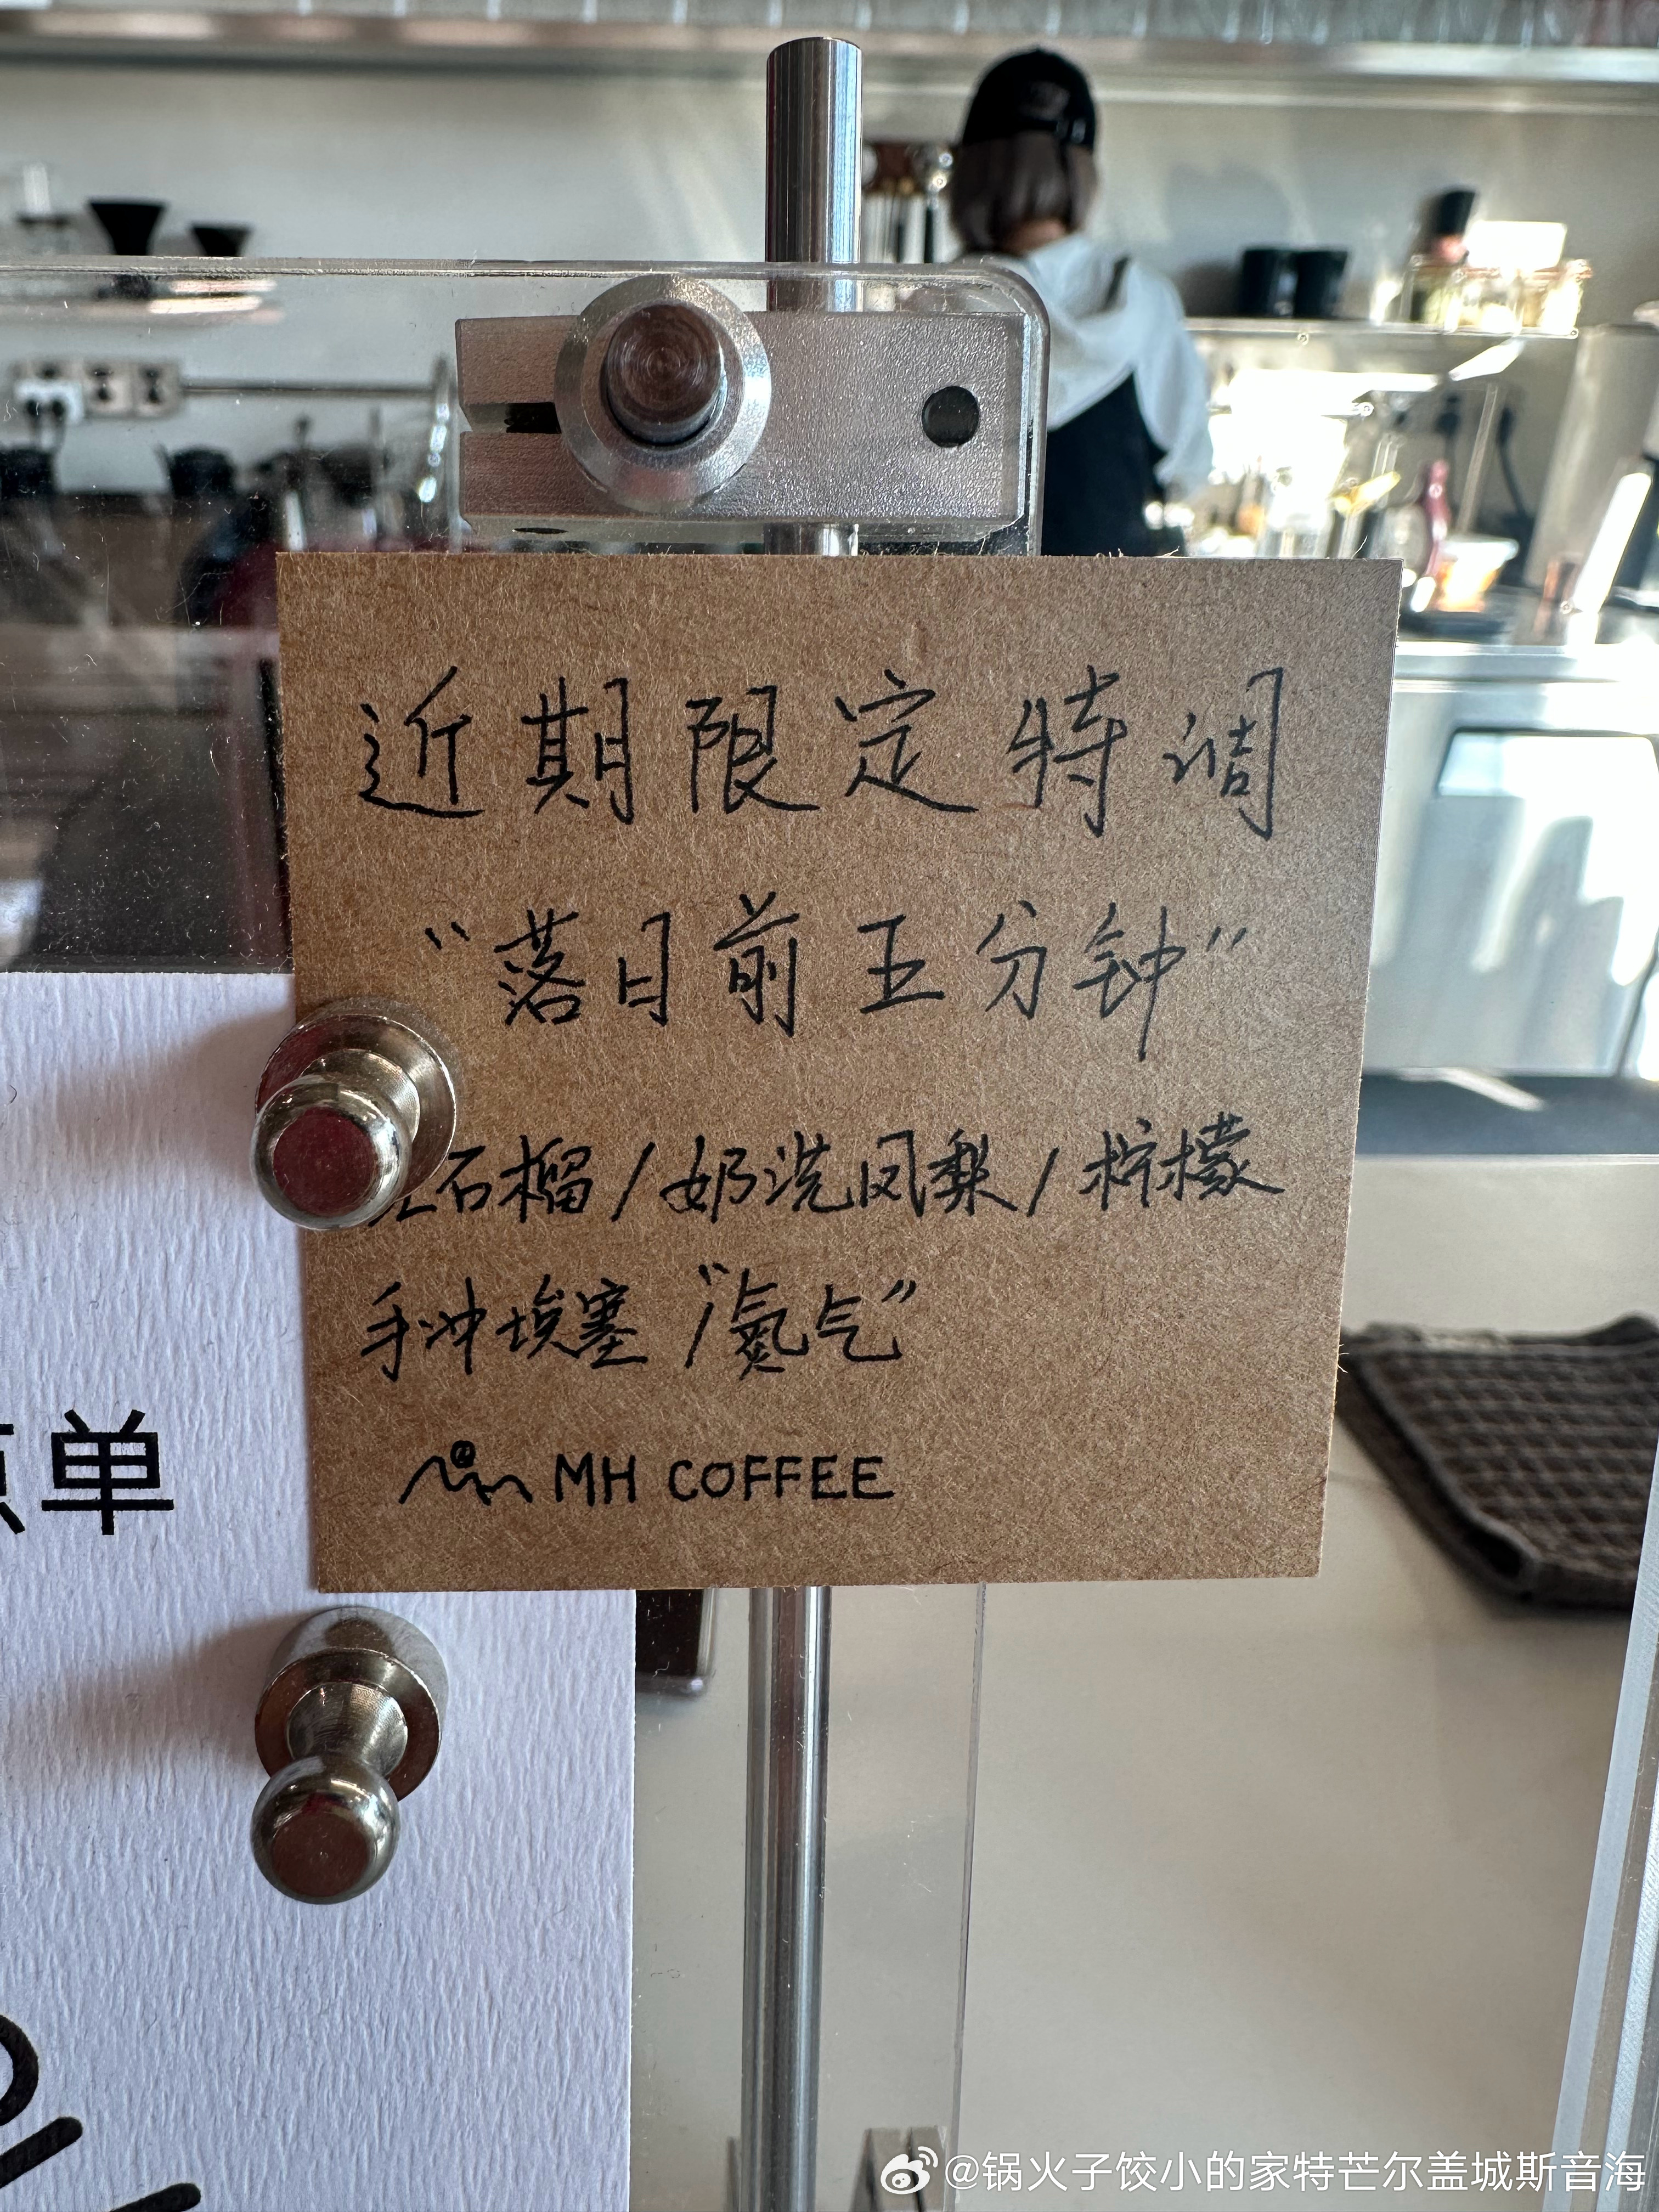 近期限定特调
“落日前五分钟”
红石榴/奶洗凤梨/柠檬
手冲埃塞/“氮气”
MH COFFEE
单
@锅火子饺小的家特芒尔盖城斯音海